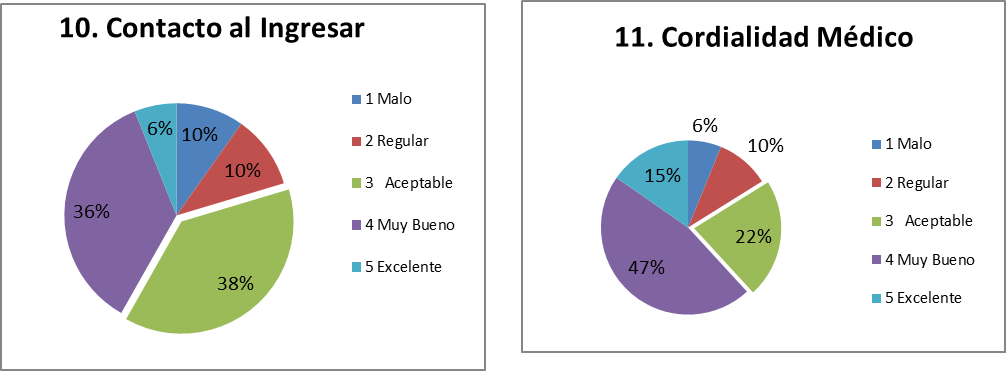 10. Contacto al Ingresar
10%
10%
38%
36%
6%
1 Malo
2 Regular
3 Aceptable
4 Muy Bueno
5 Excelente
11. Cordialidad Médico
6%
10%
22%
47%
15%
1 Malo
2 Regular
3 Aceptable
4 Muy Bueno
5 Excelente